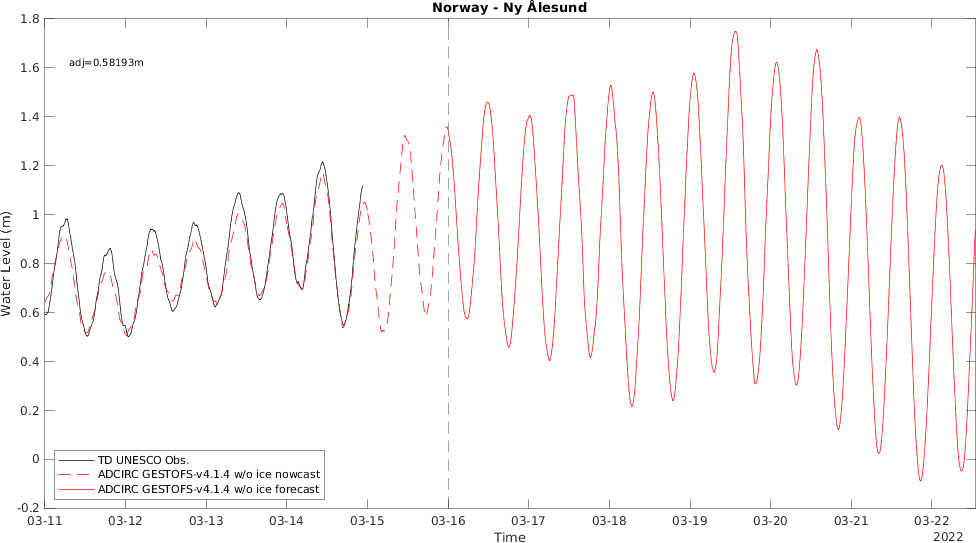 Norway - Ny Ålesund
adj=0.58193m
1.8
1.6
1.4
1.2
1
0.8
0.6
0.4
0.2
0
-0.2
Water Level (m)
TD UNESCO Obs.
ADCIRC GESTOFS-v4.1.4 w/o ice nowcast
ADCIRC GESTOFS-v4.1.4 w/o ice forecast
03-11 03-12 03-13 03-14 03-15 03-16 03-17 03-18 03-19 03-20 03-21 03-22
Time
2022